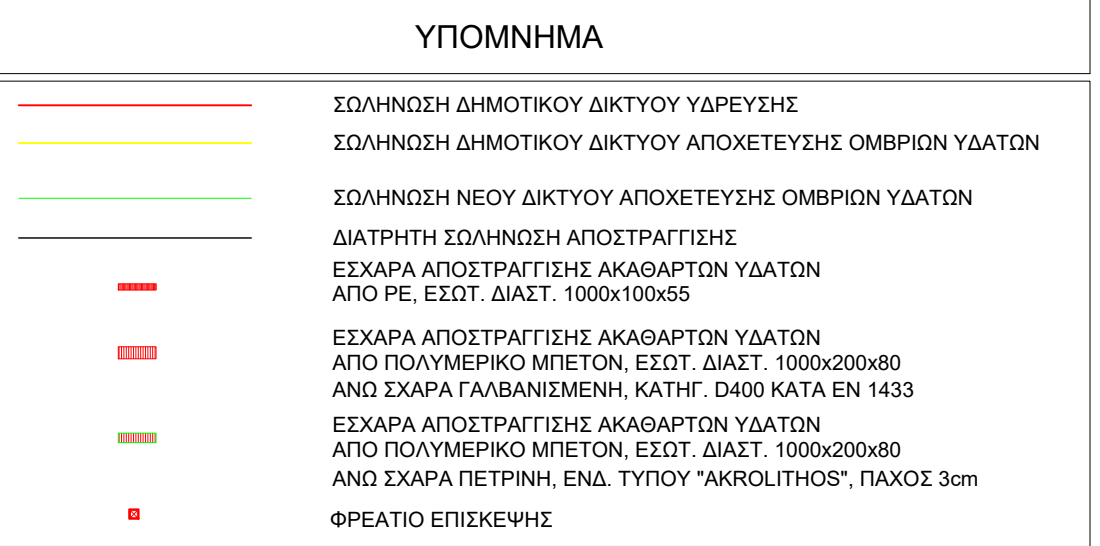 ΥΠΟΜΝΗΜΑ
ΣΩΛΗΝΩΣΗ ΔΗΜΟΤΙΚΟΥ ΔΙΚΤΥΟΥ ΥΔΡΕΥΣΗΣ
ΣΩΛΗΝΩΣΗ ΔΗΜΟΤΙΚΟΥ ΔΙΚΤΥΟΥ ΑΠΟΧΕΤΕΥΣΗΣ ΟΜΒΡΙΩΝ ΥΔΑΤΩΝ
ΣΩΛΗΝΩΣΗ ΝΕΟΥ ΔΙΚΤΥΟΥ ΑΠΟΧΕΤΕΥΣΗΣ ΟΜΒΡΙΩΝ ΥΔΑΤΩΝ
ΔΙΑΤΡΗΤΗ ΣΩΛΗΝΩΣΗ ΑΠΟΣΤΡΑΓΓΙΣΗΣ
ΕΣΧΑΡΑ ΑΠΟΣΤΡΑΓΓΙΣΗΣ ΑΚΑΘΑΡΤΩΝ ΥΔΑΤΩΝ
ΑΠΟ PE, ΕΣΩΤ. ΔΙΑΣΤ. 1000x100x55
ΕΣΧΑΡΑ ΑΠΟΣΤΡΑΓΓΙΣΗΣ ΑΚΑΘΑΡΤΩΝ ΥΔΑΤΩΝ
ΑΠΟ ΠΟΛΥΜΕΡΙΚΟ ΜΠΕΤΟΝ, ΕΣΩΤ. ΔΙΑΣΤ. 1000x200x80
ΑΝΩ ΣΧΑΡΑ ΓΑΛΒΑΝΙΣΜΕΝΗ, ΚΑΤΗΓ. D400 ΚΑΤΑ EN 1433
ΕΣΧΑΡΑ ΑΠΟΣΤΡΑΓΓΙΣΗΣ ΑΚΑΘΑΡΤΩΝ ΥΔΑΤΩΝ
ΑΠΟ ΠΟΛΥΜΕΡΙΚΟ ΜΠΕΤΟΝ, ΕΣΩΤ. ΔΙΑΣΤ. 1000x200x80
ΑΝΩ ΣΧΑΡΑ ΠΕΤΡΙΝΗ, ΕΝΔ. ΤΥΠΟΥ "AKROLITHOS", ΠΑΧΟΣ 3cm
ΦΡΕΑΤΙΟ ΕΠΙΣΚΕΨΗΣ